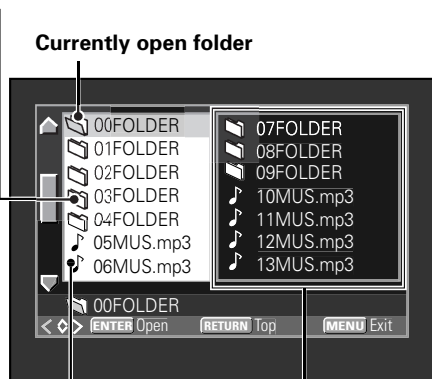 Currently open folder
00FOLDER
01FOLDER
02FOLDER
03FOLDER
04FOLDER
05MUS.mp3
06MUS.mp3
07FOLDER
08FOLDER
09FOLDER
10MUS.mp3
11MUS.mp3
12MUS.mp3
13MUS.mp3
00FOLDER
ENTER Open RETURN Top MENU Exit